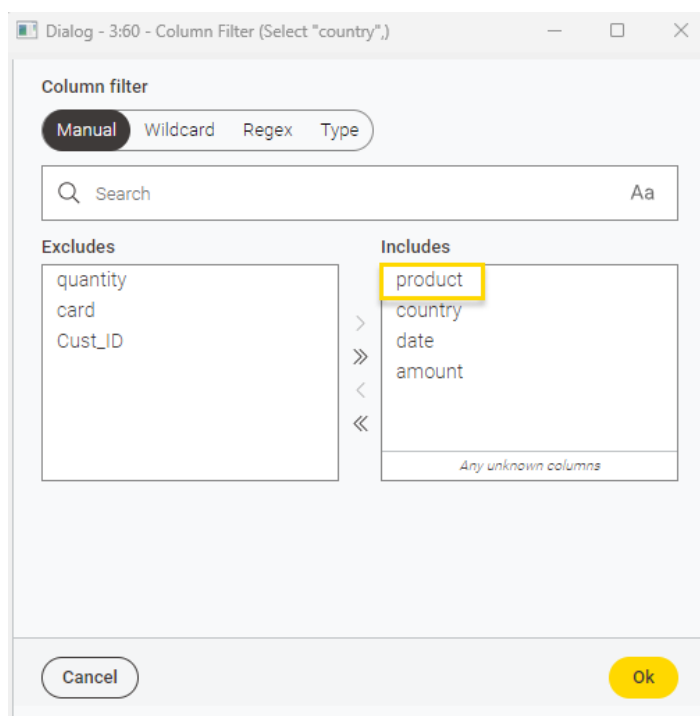 Dialog - 3:60 - Column Filter (Select "country",)
Column filter
Manual Wildcard Regex Type
Search Aa
Excludes
quantity
card
Cust_ID
Includes
product
country
date
amount
Any unknown columns
Cancel Ok